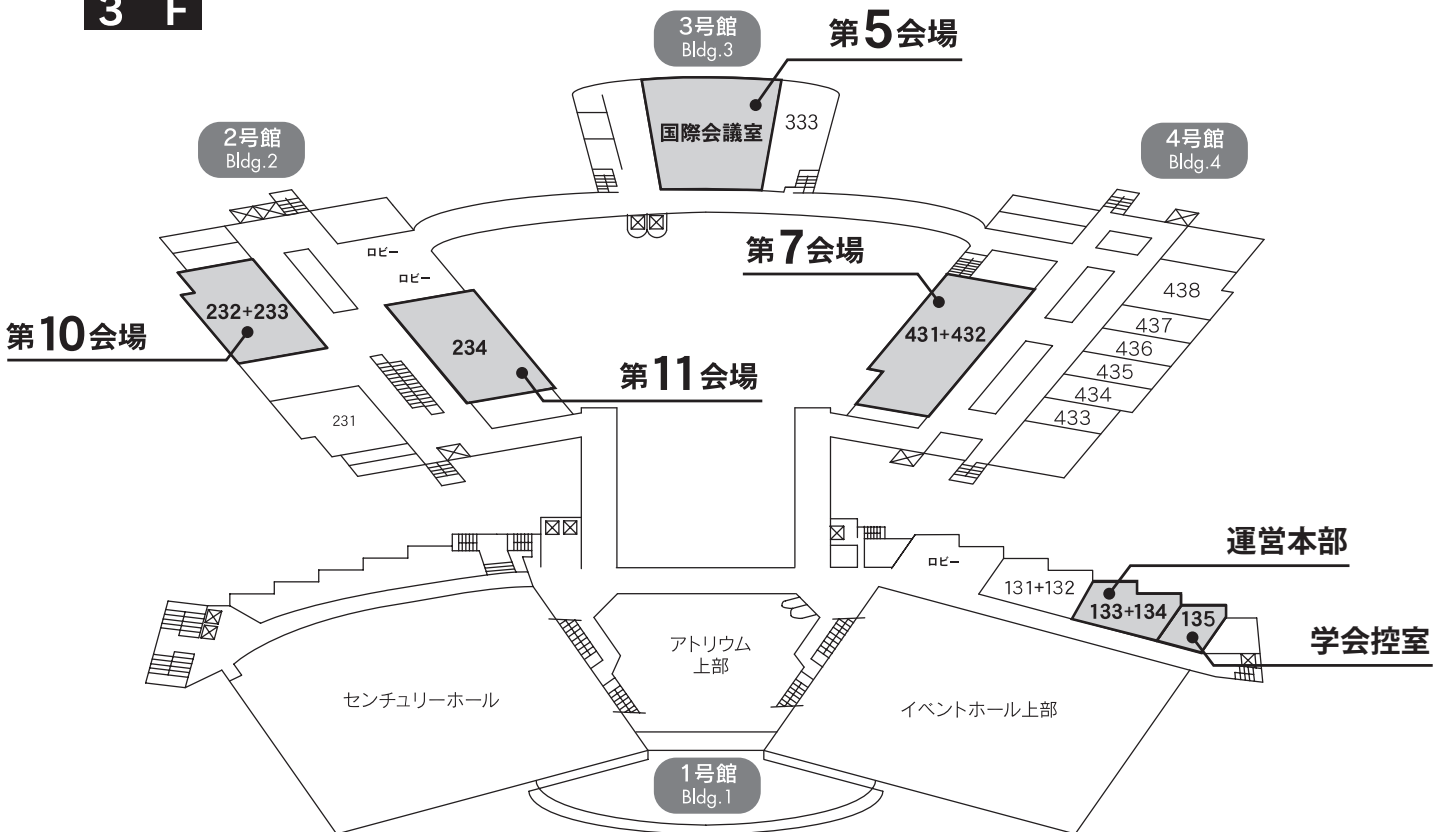 3 F
3号館
Bldg.3
第5会場
国際会議室
333
2号館
Bldg.2
4号館
Bldg.4
ロビー
ロビー
第7会場
232+233
438
第10会場
431+432
437
234
436
第11会場
435
434
231
433
運営本部
ロビー
131+132
133+134
135
学会控室
アトリウム
上部
センチュリーホール
イベントホール上部
1号館
Bldg.1